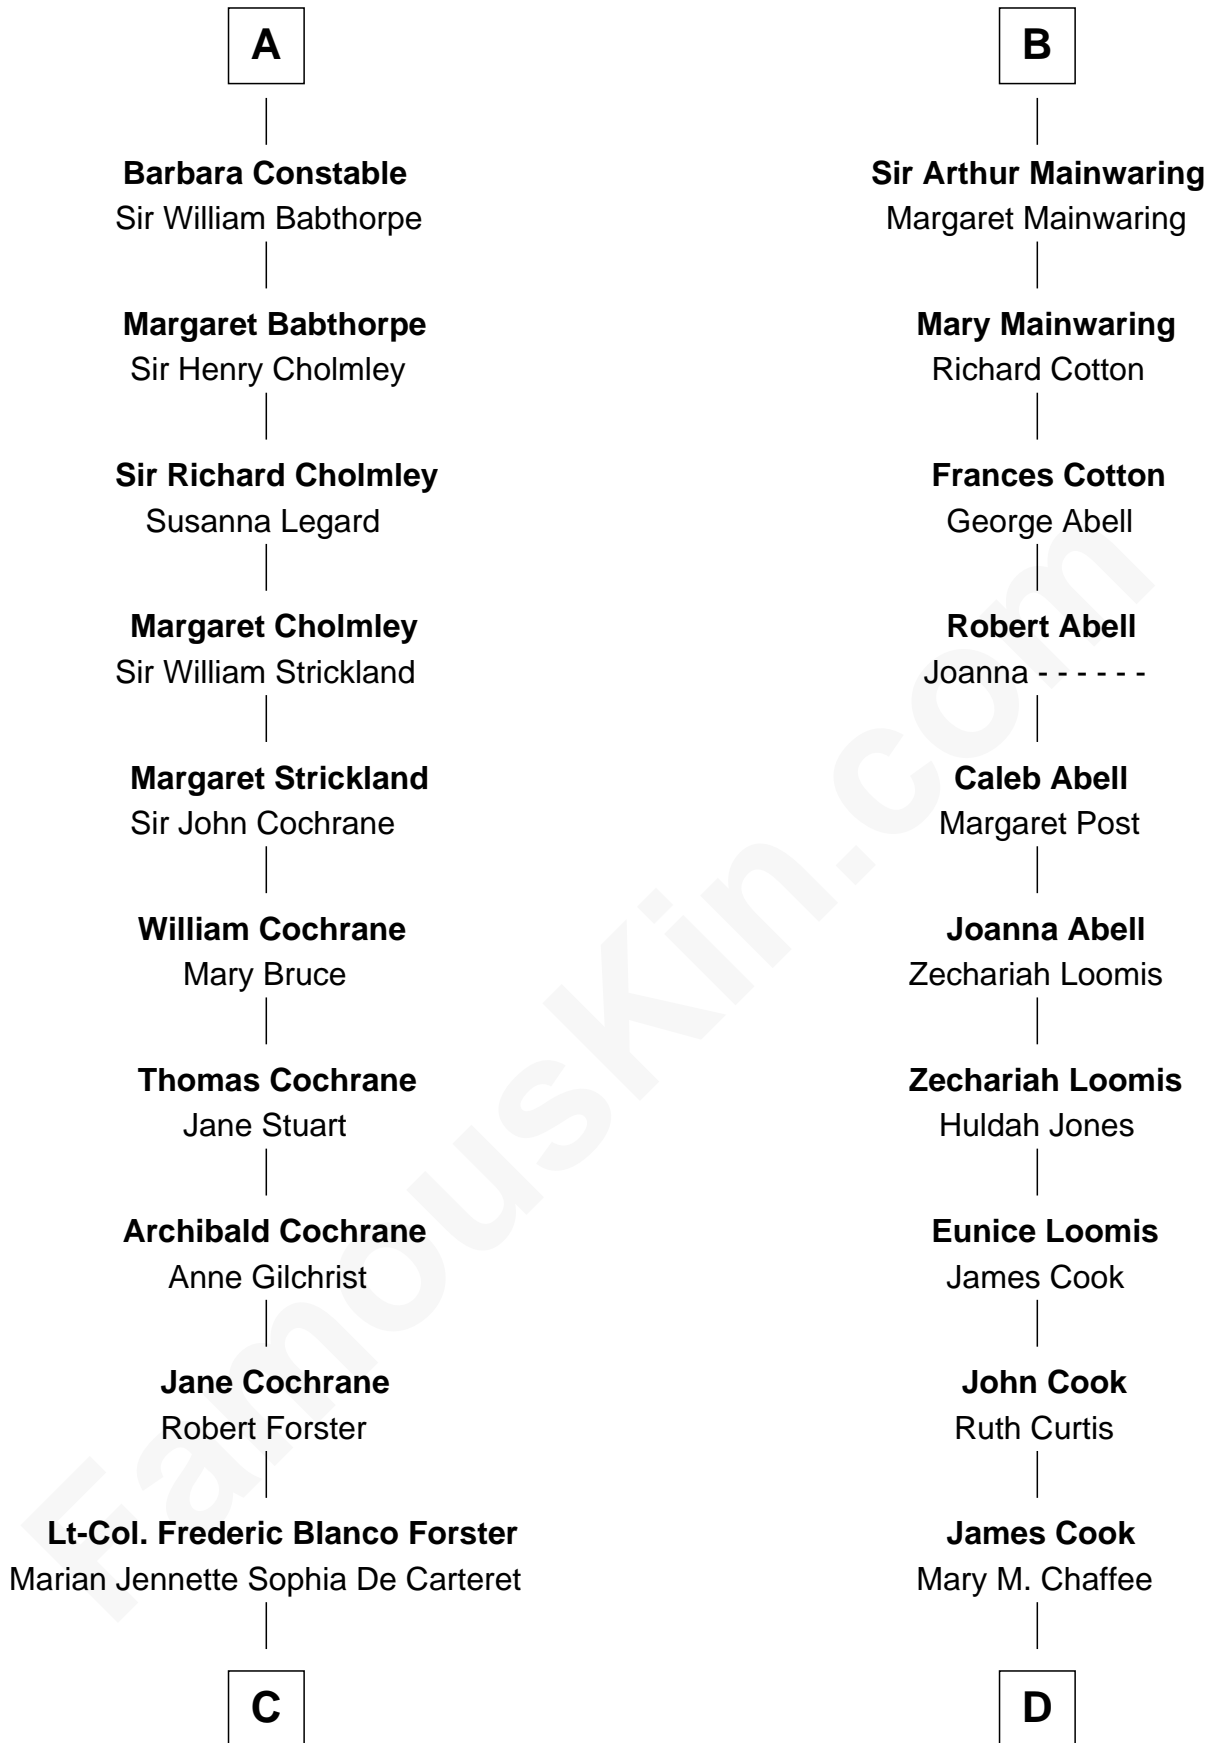 A
Barbara Constable
Sir William Babthorpe
Margaret Babthorpe
Sir Henry Cholmley
Sir Richard Cholmley
Susanna Legard
Margaret Cholmley
Sir William Strickland
Margaret Strickland
Sir John Cochrane
William Cochrane
Mary Bruce
Thomas Cochrane
Jane Stuart
Archibald Cochrane
Anne Gilchrist
Jane Cochrane
Robert Forster
Lt-Col. Frederic Blanco Forster
Marian Jennette Sophia De Carteret
C
B
Sir Arthur Mainwaring
Margaret Mainwaring
Mary Mainwaring
Richard Cotton
Frances Cotton
George Abell
Robert Abell
Joanna - - - - - -
Caleb Abell
Margaret Post
Joanna Abell
Zechariah Loomis
Zechariah Loomis
Huldah Jones
Eunice Loomis
James Cook
John Cook
Ruth Curtis
James Cook
Mary M. Chaffee
D
FamousKin.com